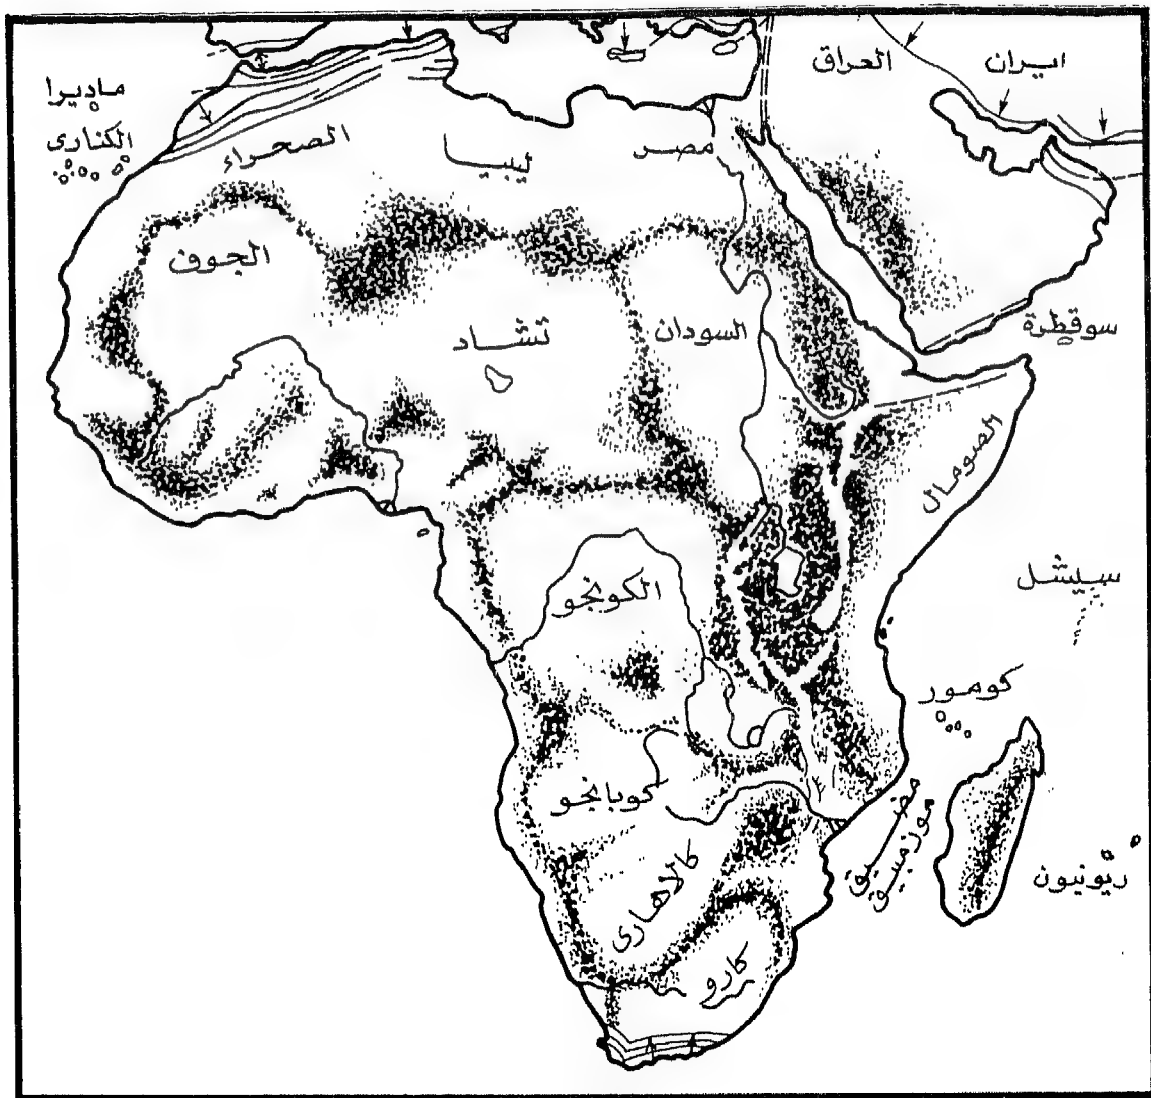 ماديرا
الكنارى
العراق
ايران
الصحراء
ليبيا
مصر
الجوف
تشاد
السودان
سوقطرة
الصومال
سيشل
الكونجو
كومور
كوبانجو
مضيق
موزمبيق
ريونيون
كالاهارى
كارو